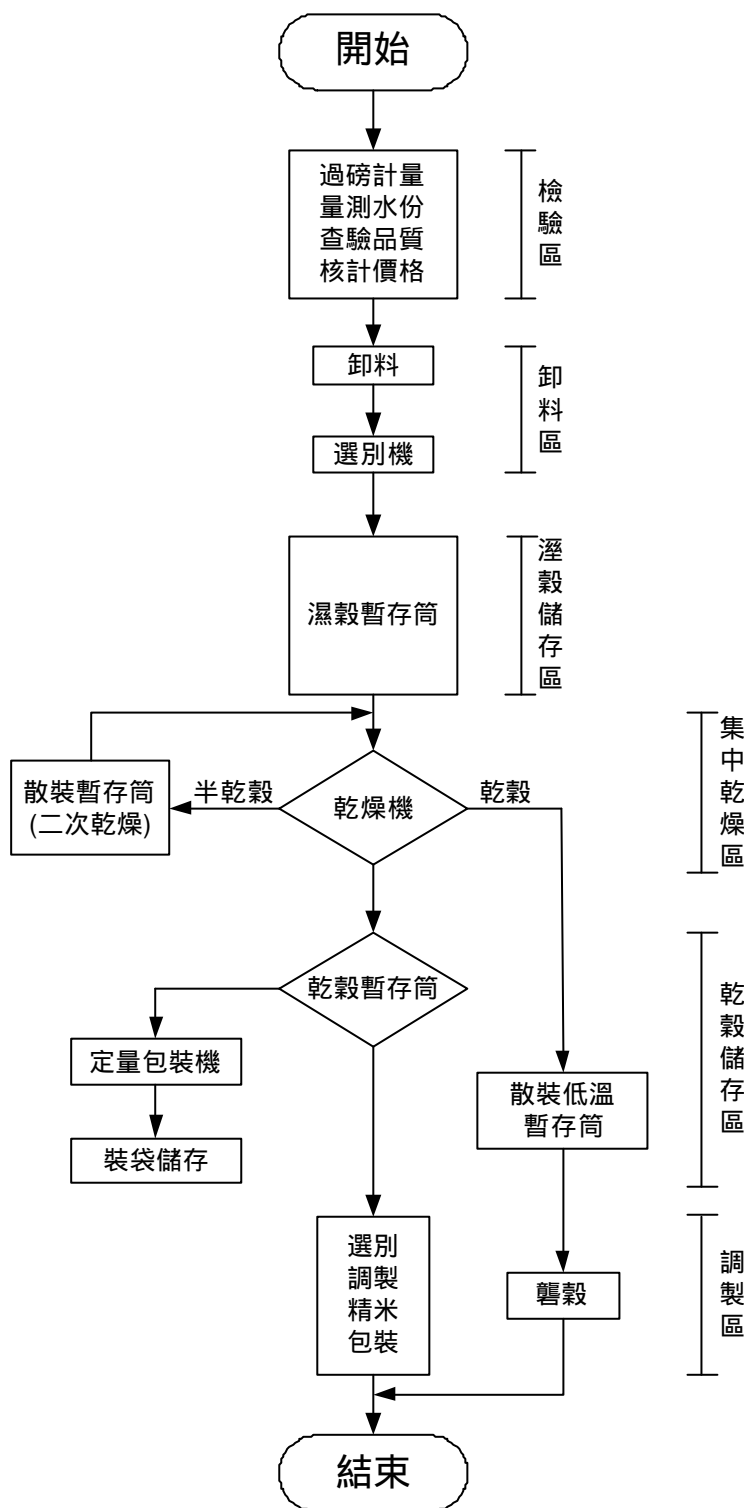 開始
過磅計量
量測水份
查驗品質
核計價格
檢驗區
卸料
選別機
卸料區
濕穀暫存筒
溼穀儲存區
散裝暫存筒
(二次乾燥)
半乾穀
乾燥機
乾穀
集中乾燥區
乾穀暫存筒
定量包裝機
裝袋儲存
散裝低溫
暫存筒
乾穀儲存區
選別
調製
精米
包裝
礱穀
調製區
結束